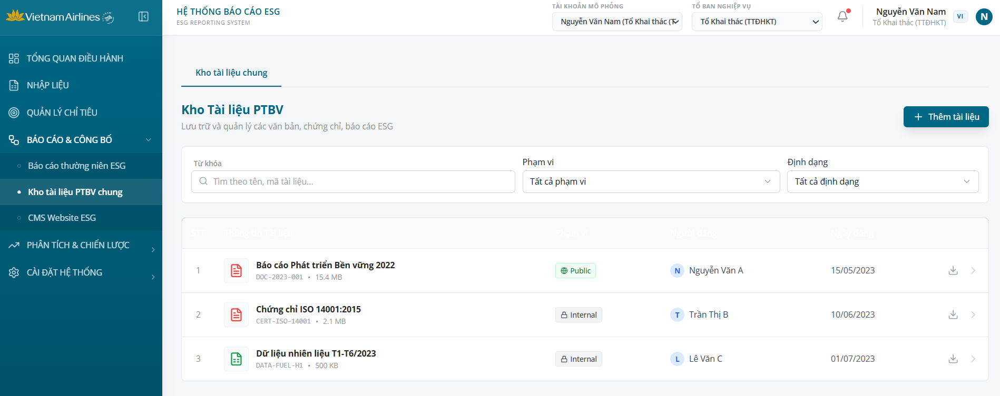 Vietnam Airlines
HỆ THỐNG BÁO CÁO ESG
ESG REPORTING SYSTEM
TÀI KHOẢN MÔ PHỎNG
Nguyễn Văn Nam (Tổ Khai thác (T
TỔ BAN NGHIỆP VỤ
Tổ Khai thác (TTĐHKT)
Nguyễn Văn Nam
Tổ Khai thác (TTĐHKT)
VI
N
TỔNG QUAN ĐIỀU HÀNH
NHẬP LIỆU
QUẢN LÝ CHỈ TIÊU
BÁO CÁO & CÔNG BỐ
Báo cáo thường niên ESG
Kho tài liệu PTBV chung
CMS Website ESG
PHÂN TÍCH & CHIẾN LƯỢC
CÀI ĐẶT HỆ THỐNG
Kho tài liệu chung
Kho Tài liệu PTBV
Lưu trữ và quản lý các văn bản, chứng chỉ, báo cáo ESG
Thêm tài liệu
Từ khóa
Phạm vi
Định dạng
Tìm theo tên, mã tài liệu...
Tất cả phạm vi
Tất cả định dạng
STT Thông tin Tài liệu Phạm vi Người đăng Ngày đăng
1 Báo cáo Phát triển Bền vững 2022
DOC-2023-001 • 15.4 MB
Public N Nguyễn Văn A 15/05/2023
2 Chứng chỉ ISO 14001:2015
CERT-ISO-14001 • 2.1 MB
Internal T Trần Thị B 10/06/2023
3 Dữ liệu nhiên liệu T1-T6/2023
DATA-FUEL-H1 • 500 KB
Internal L Lê Văn C 01/07/2023